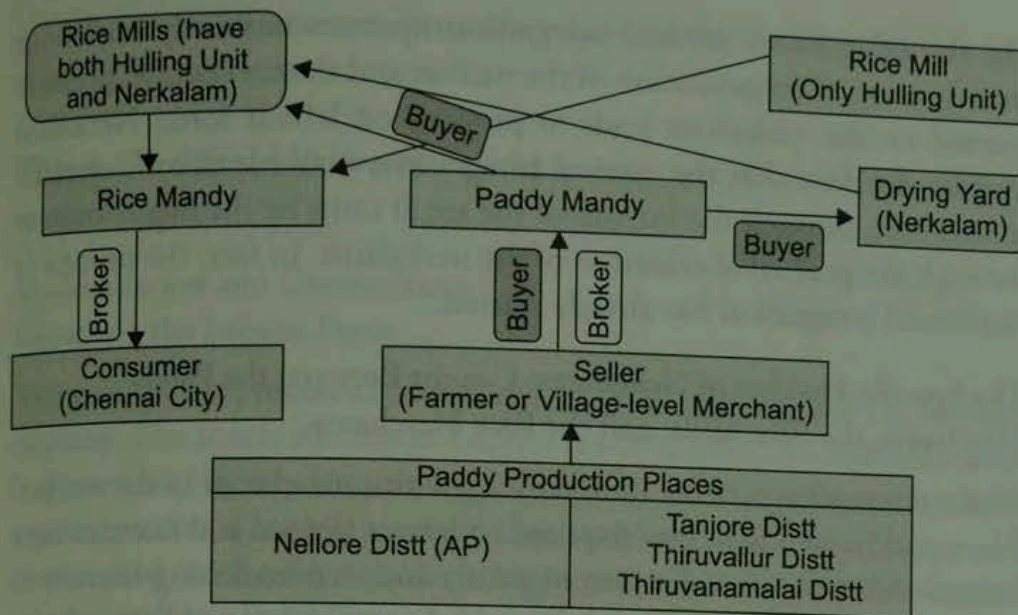 Rice Mills (have
both Hulling Unit
and Nerkalam)
Rice Mill
(Only Hulling Unit)
Buyer
Rice Mandy
Paddy Mandy
Drying Yard
(Nerkalam)
Buyer
Broker
Buyer
Broker
Consumer
(Chennai City)
Seller
(Farmer or Village-level Merchant)
Paddy Production Places
Nellore Distt (AP)
Tanjore Distt
Thiruvallur Distt
Thiruvanamalai Distt